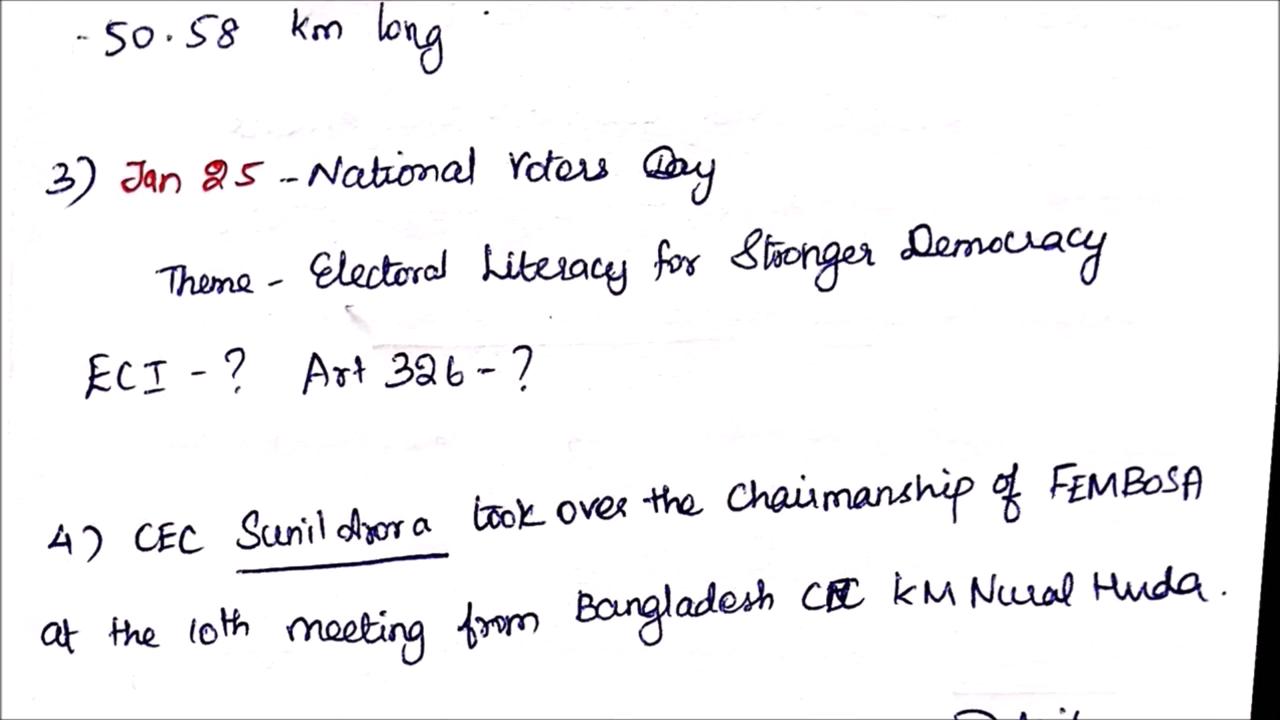 - 50.58 km long
3) Jan 25 - National Voters Day
Theme - Electoral Literacy for Stronger Democracy
ECI - ? Art 326 - ?
4) CEC Sunil Arora took over the Chairmanship of FEMBOSA
at the 10th meeting from Bangladesh CEC KM Nurul Huda.